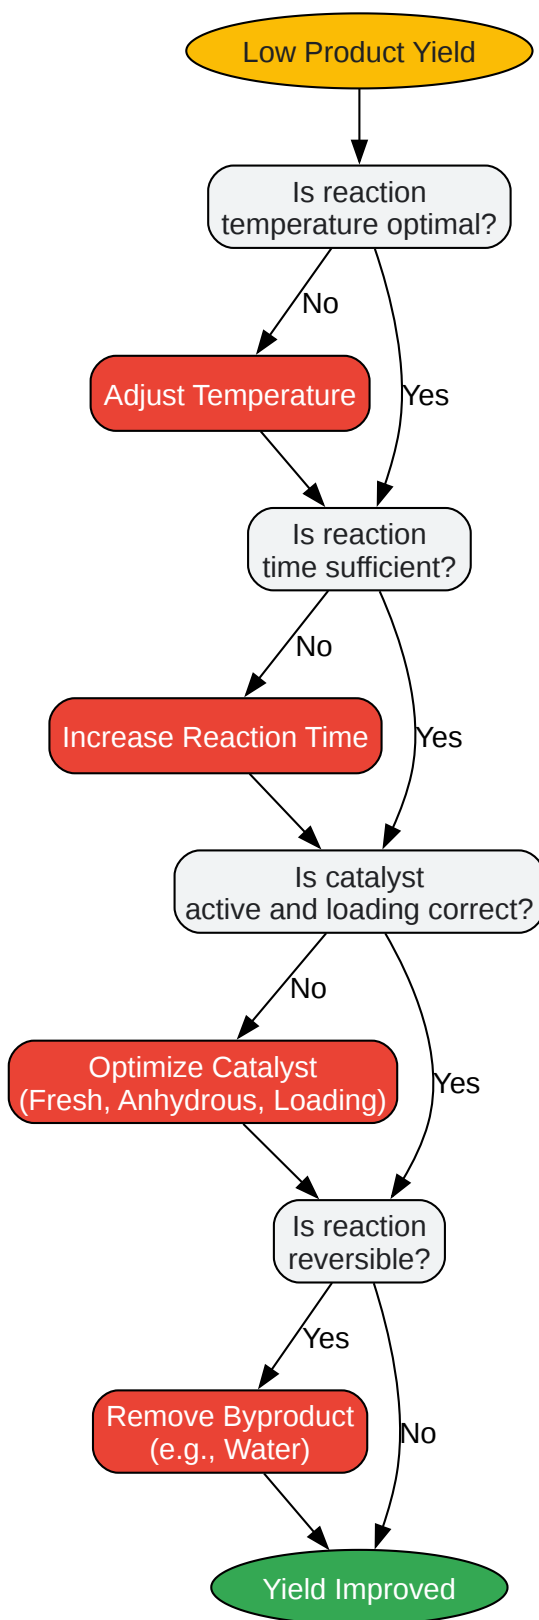 Low Product Yield
Is reaction
temperature optimal?
No
Adjust Temperature
Yes
Is reaction
time sufficient?
No
Increase Reaction Time
Yes
Is catalyst
active and loading correct?
No
Optimize Catalyst
(Fresh, Anhydrous, Loading)
Yes
Is reaction
reversible?
Yes
Remove Byproduct
(e.g., Water)
No
Yield Improved